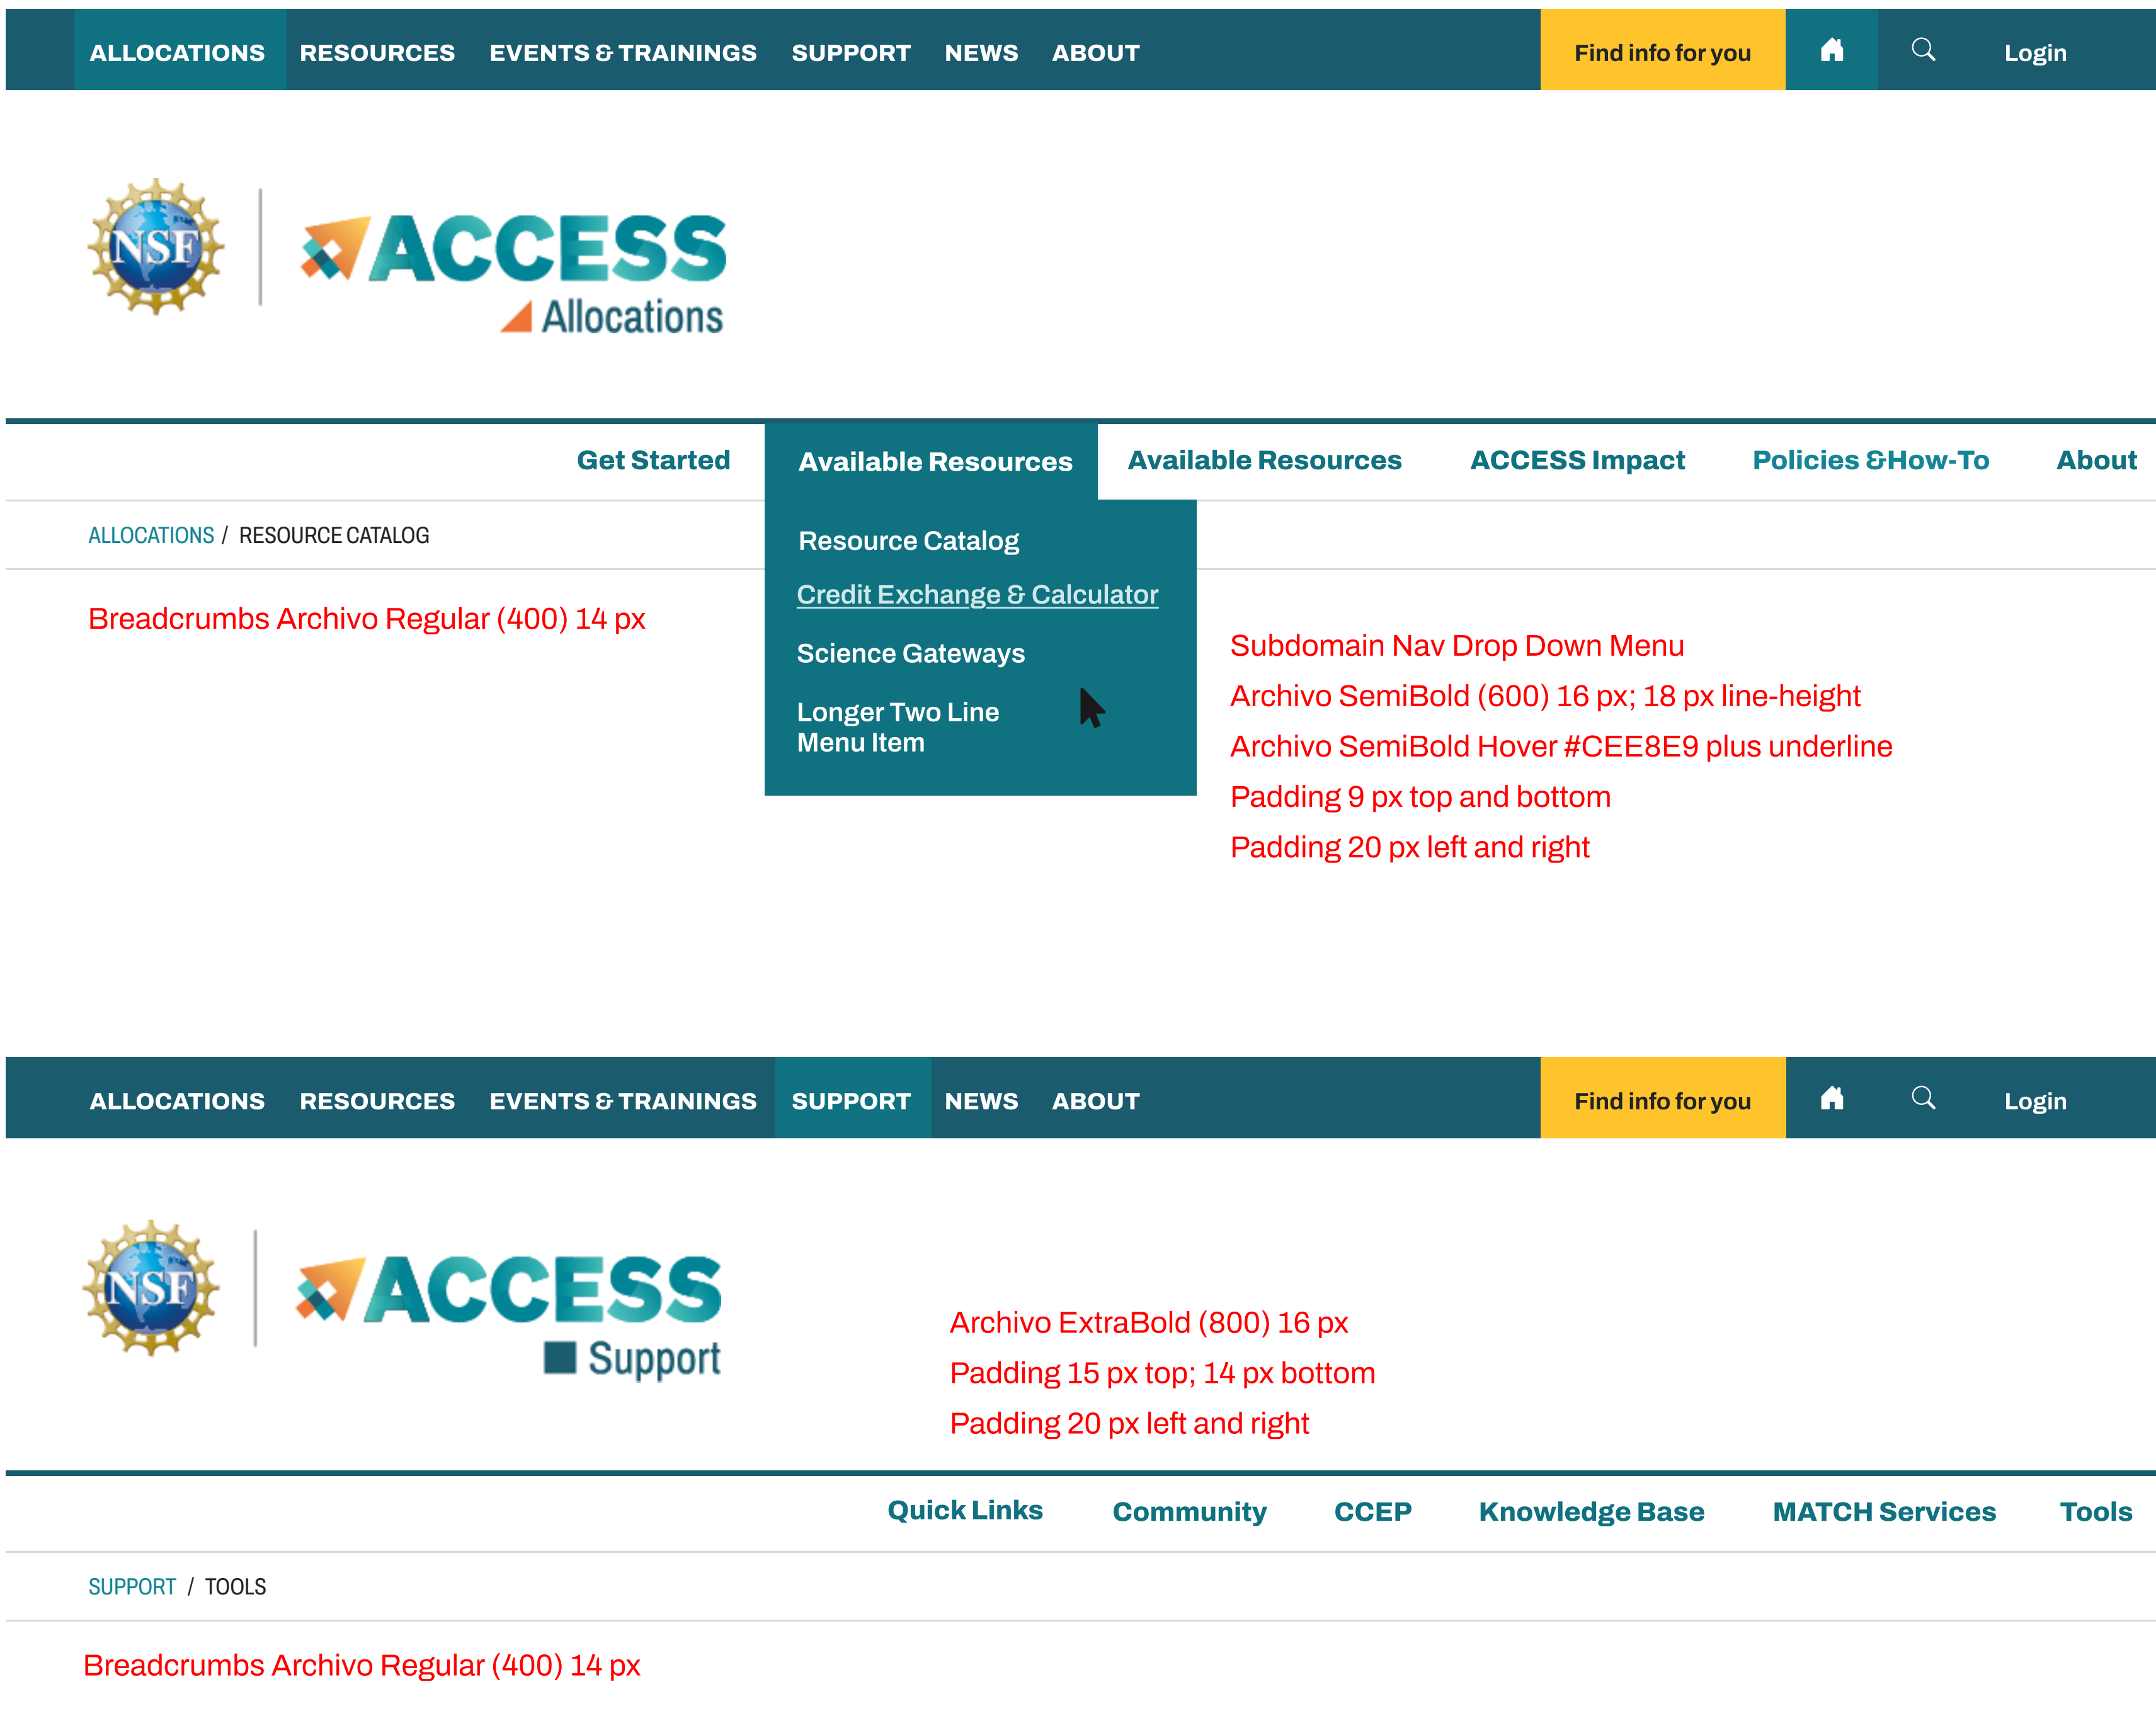 ALLOCATIONS RESOURCES EVENTS & TRAININGS SUPPORT NEWS ABOUT Find info for you Login
NSF ACCESS
Allocations
Get Started Available Resources Available Resources ACCESS Impact Policies &How-To About
ALLOCATIONS / RESOURCE CATALOG
Resource Catalog
Credit Exchange & Calculator
Science Gateways
Longer Two Line
Menu Item
Breadcrumbs Archivo Regular (400) 14 px
Subdomain Nav Drop Down Menu
Archivo SemiBold (600) 16 px; 18 px line-height
Archivo SemiBold Hover #CEE8E9 plus underline
Padding 9 px top and bottom
Padding 20 px left and right
ALLOCATIONS RESOURCES EVENTS & TRAININGS SUPPORT NEWS ABOUT Find info for you Login
NSF ACCESS
Support
Archivo ExtraBold (800) 16 px
Padding 15 px top; 14 px bottom
Padding 20 px left and right
Quick Links Community CCEP Knowledge Base MATCH Services Tools
SUPPORT / TOOLS
Breadcrumbs Archivo Regular (400) 14 px